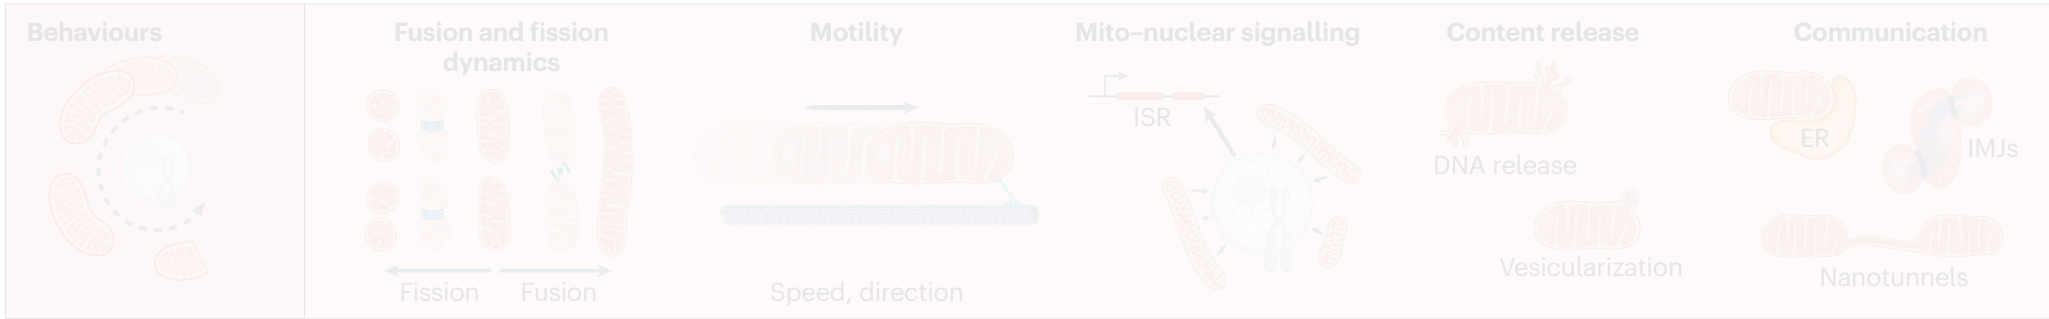 Behaviours
Fusion and fission
dynamics
Fission
Fusion
Motility
Speed, direction
Mito–nuclear signalling
ISR
Content release
DNA release
Vesicularization
Communication
ER
IMJs
Nanotunnels